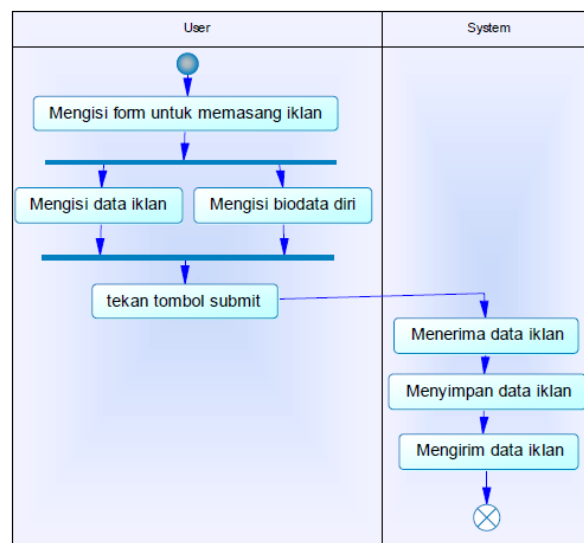 User
System
Mengisi form untuk memasang iklan
Mengisi data iklan
Mengisi biodata diri
tekan tombol submit
Menerima data iklan
Menyimpan data iklan
Mengirim data iklan